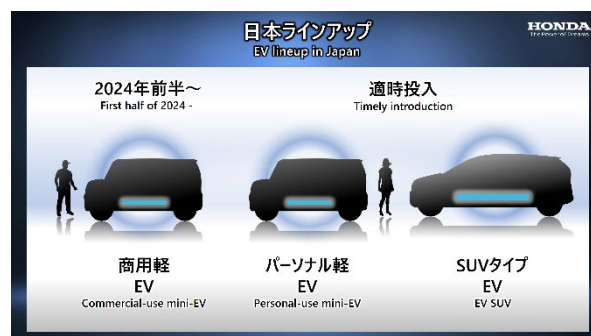 日本ラインアップ
EV lineup in Japan
HONDA
The Power of Dreams
2024年前半～
First half of 2024 -
適時投入
Timely introduction
商用軽
EV
Commercial-use mini-EV
パーソナル軽
EV
Personal-use mini-EV
SUVタイプ
EV
EV SUV